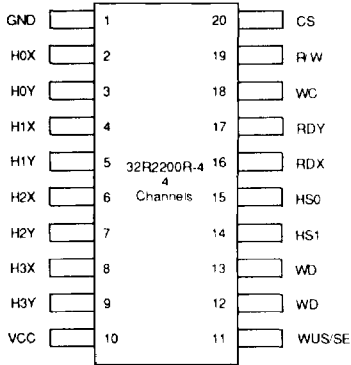 GND 1 20 CS
H0X 2 19 R/W
H0Y 3 18 WC
H1X 4 17 RDY
H1Y 5 16 RDX
32R2200R-4
4
Channels
H2X 6 15 HS0
H2Y 7 14 HS1
H3X 8 13 WD
H3Y 9 12 WD
VCC 10 11 WUS/SE